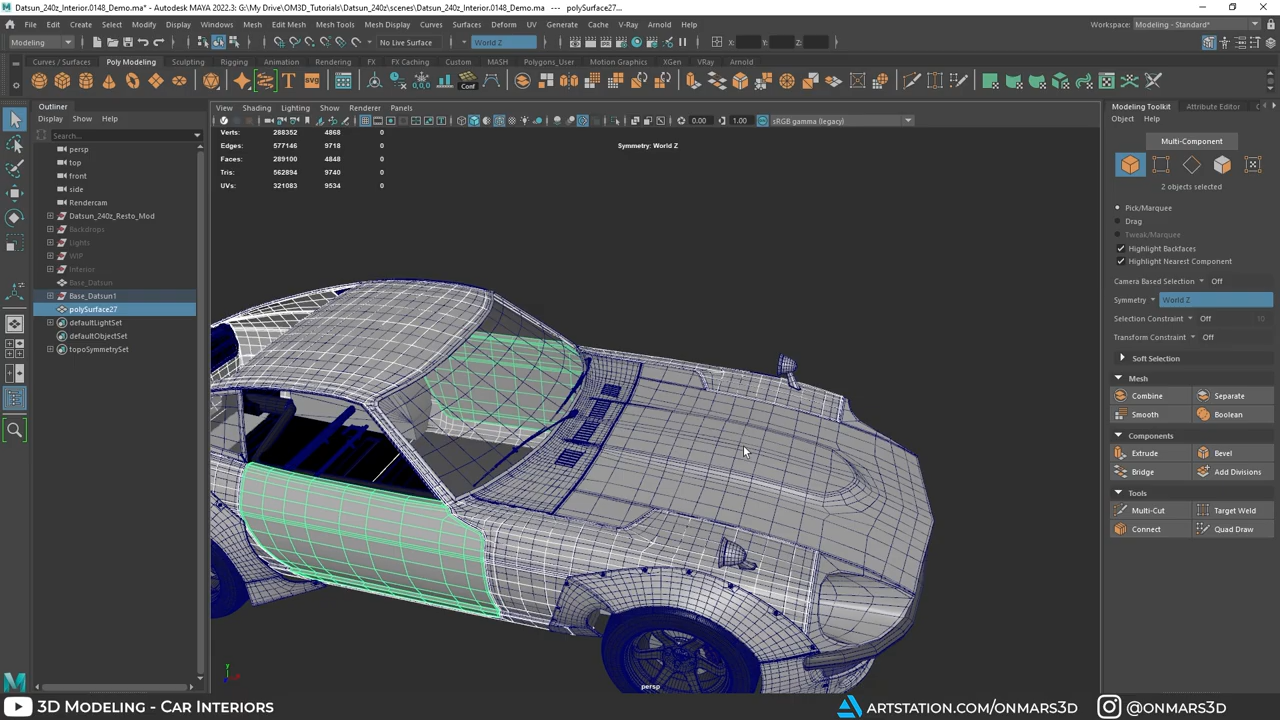 Datsun_240z_Interior.0148_Demo.ma* - Autodesk MAYA 2022.3: G:\My Drive\OM3D_Tutorials\Datsun_240z\scenes\Datsun_240z_Interior.0148_Demo.ma* --- polySurface27...
File Edit Create Select Modify Display Windows Mesh Edit Mesh Mesh Tools Mesh Display Curves Surfaces Deform UV Generate Cache V-Ray Arnold Help
Workspace: Modeling - Standard*
Modeling No Live Surface World Z X: Y: Z:
Curves / Surfaces Poly Modeling Sculpting Rigging Animation Rendering FX FX Caching Custom MASH Polygons_User Motion Graphics XGen VRay Arnold
Outliner
Display Show Help
Search...
persp
top
front
side
Rendercam
Datsun_240z_Resto_Mod
Backdrops
Lights
WIP
Interior
Base_Datsun
Base_Datsun1
polySurface27
defaultLightSet
defaultObjectSet
topoSymmetrySet
View Shading Lighting Show Renderer Panels
0.00 1.00 sRGB gamma (legacy)
Verts: 288352 4868 0
Edges: 577146 9718 0
Faces: 289100 4848 0
Tris: 562894 9740 0
UVs: 321083 9534 0
Symmetry: World Z
persp
Modeling Toolkit Attribute Editor
Object Help
Multi-Component
2 objects selected
Pick/Marquee
Drag
Tweak/Marquee
Highlight Backfaces
Highlight Nearest Component
Camera Based Selection Off
Symmetry World Z
Selection Constraint Off
Transform Constraint Off
Soft Selection
Mesh
Combine Separate
Smooth Boolean
Components
Extrude Bevel
Bridge Add Divisions
Tools
Multi-Cut Target Weld
Connect Quad Draw
3D Modeling - Car Interiors
ARTSTATION.COM/ONMARS3D @ONMARS3D